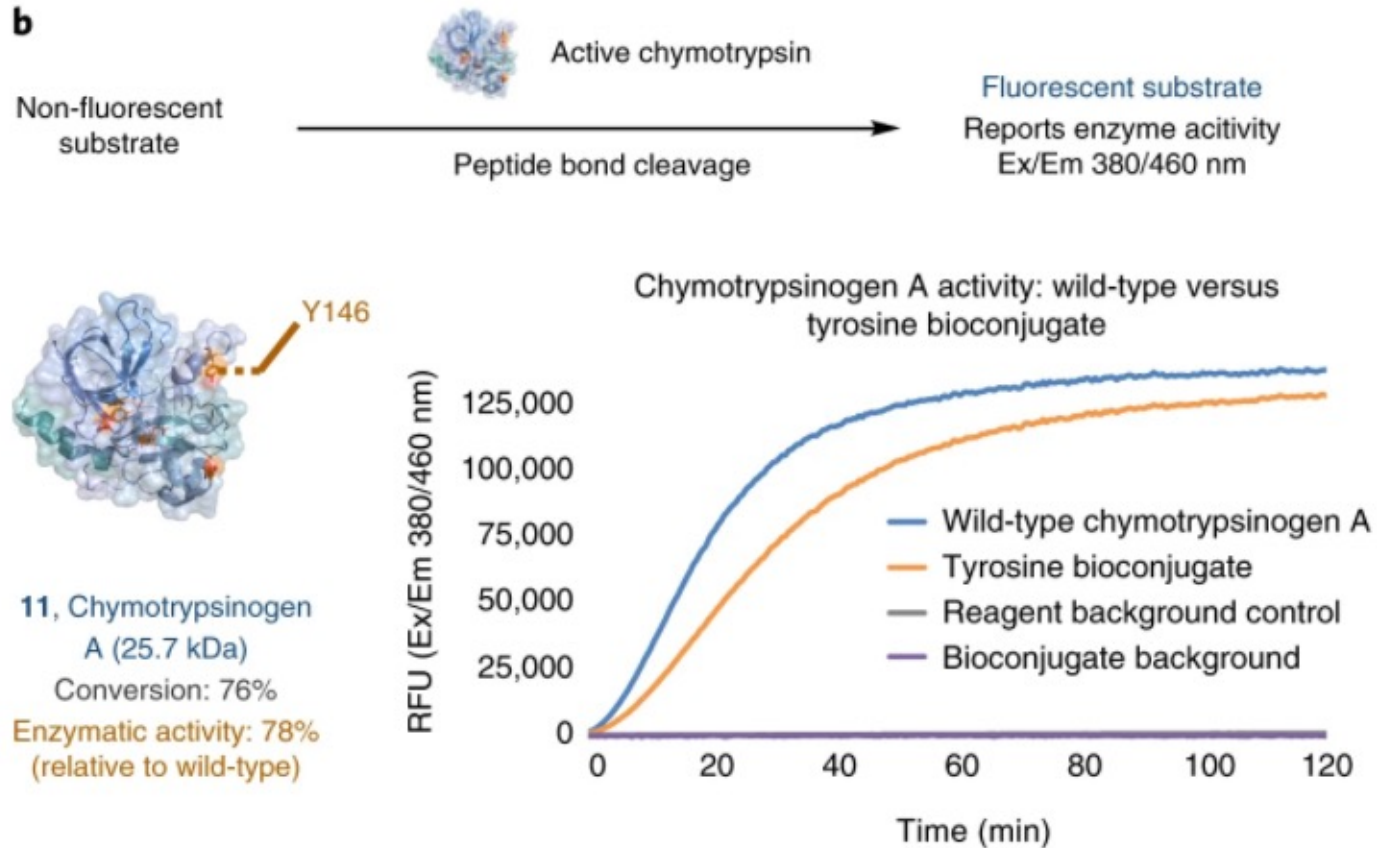 b
Non-fluorescent
substrate
Active chymotrypsin
Peptide bond cleavage
Fluorescent substrate
Reports enzyme acitivity
Ex/Em 380/460 nm
Y146
11, Chymotrypsinogen
A (25.7 kDa)
Conversion: 76%
Enzymatic activity: 78%
(relative to wild-type)
Chymotrypsinogen A activity: wild-type versus
tyrosine bioconjugate
RFU (Ex/Em 380/460 nm)
125,000
100,000
75,000
50,000
25,000
0
Wild-type chymotrypsinogen A
Tyrosine bioconjugate
Reagent background control
Bioconjugate background
0 20 40 60 80 100 120
Time (min)